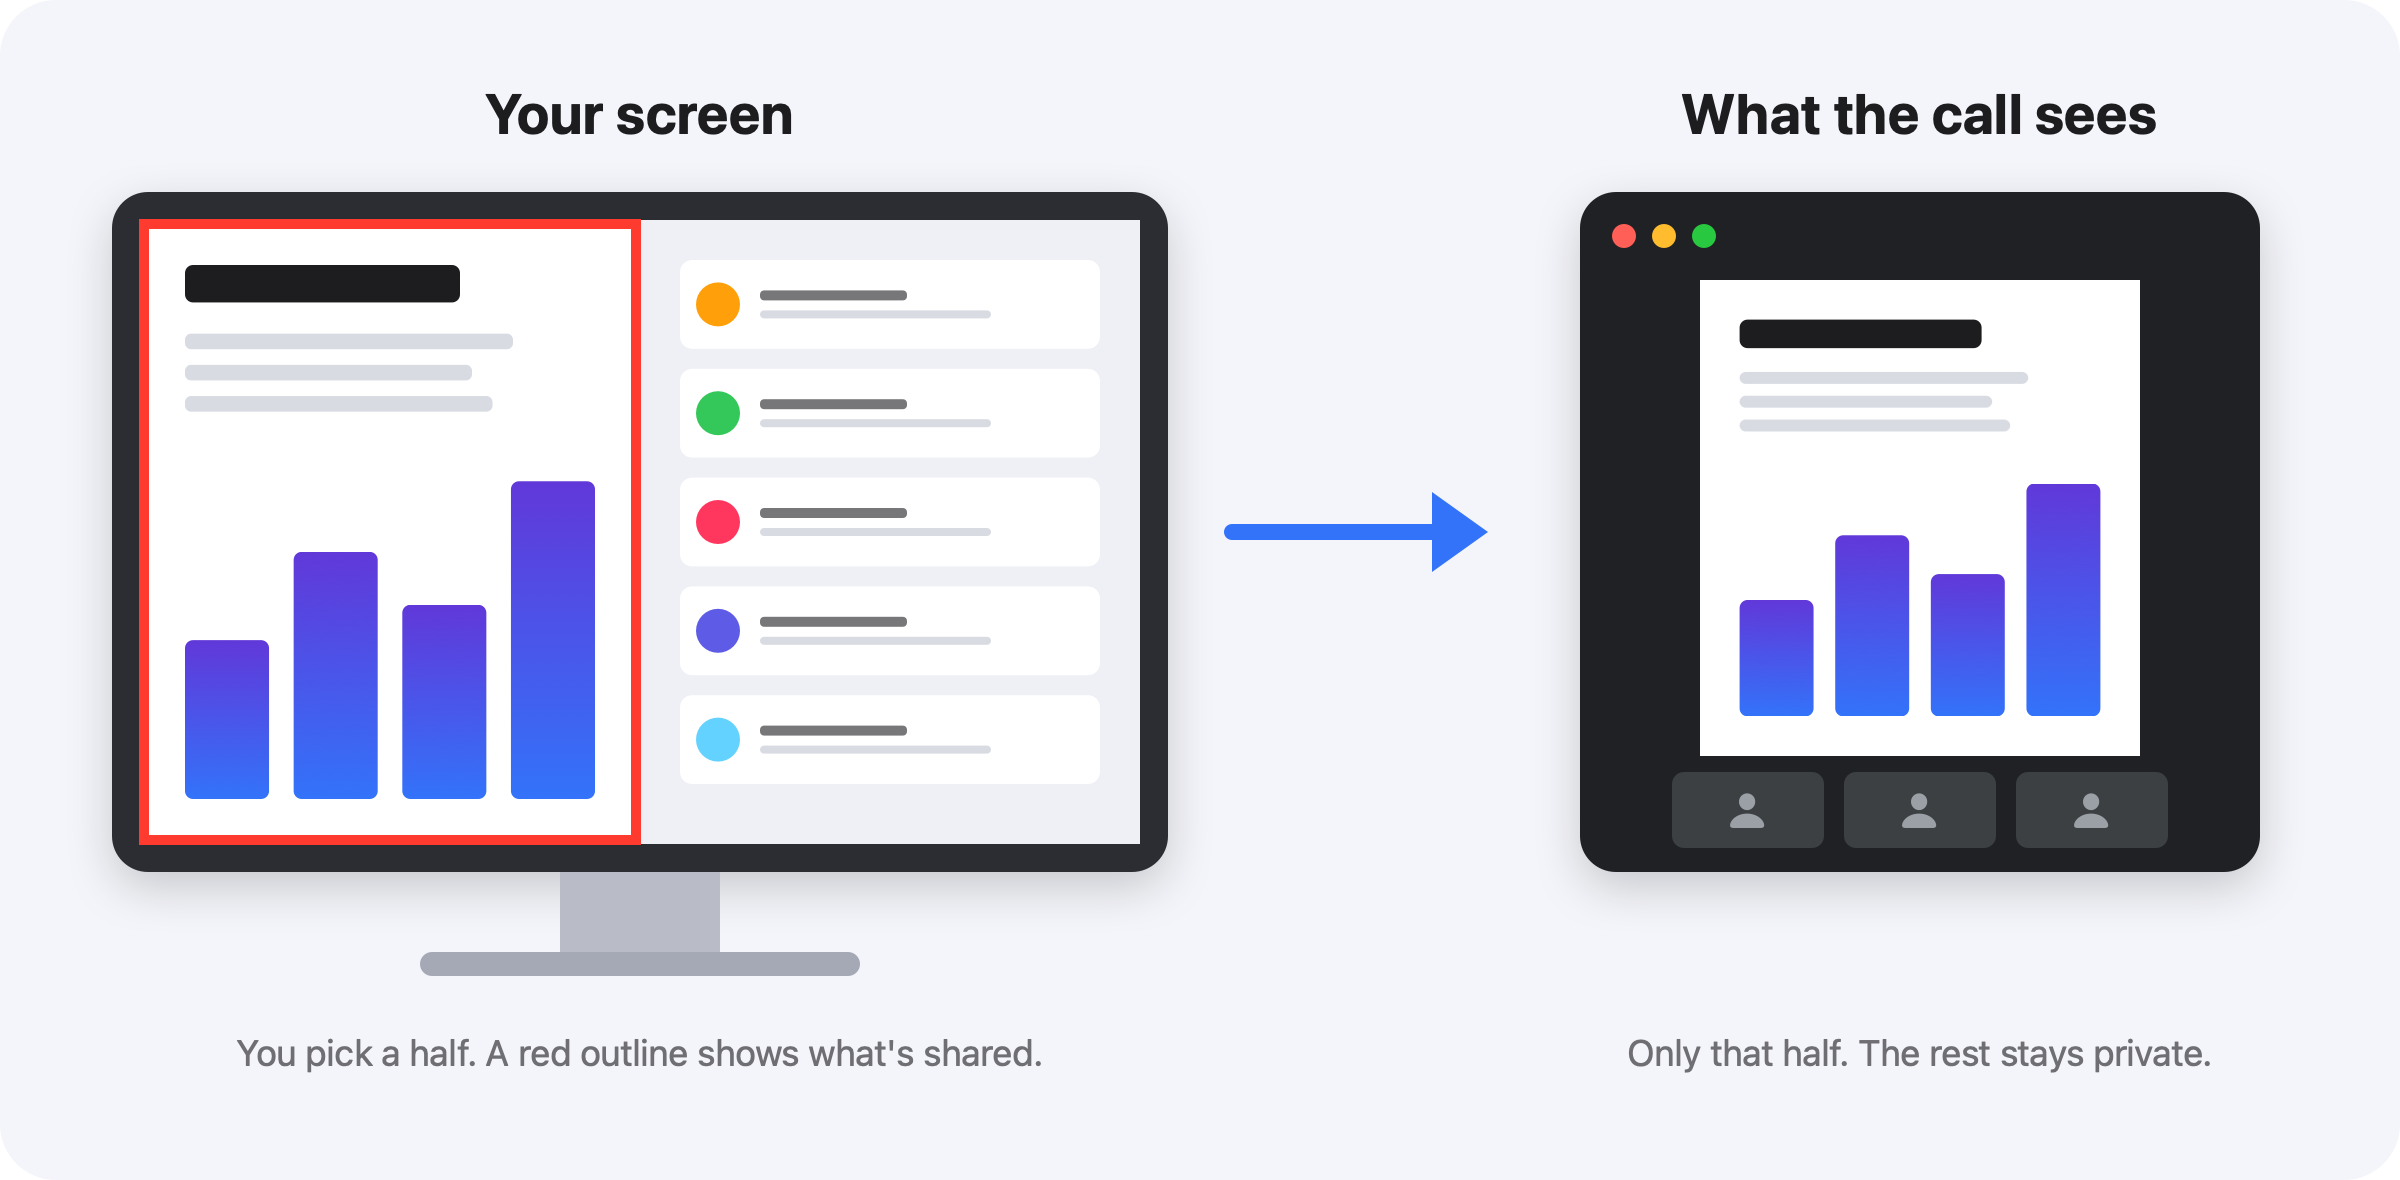 Your screen
What the call sees
You pick a half. A red outline shows what's shared.
Only that half. The rest stays private.